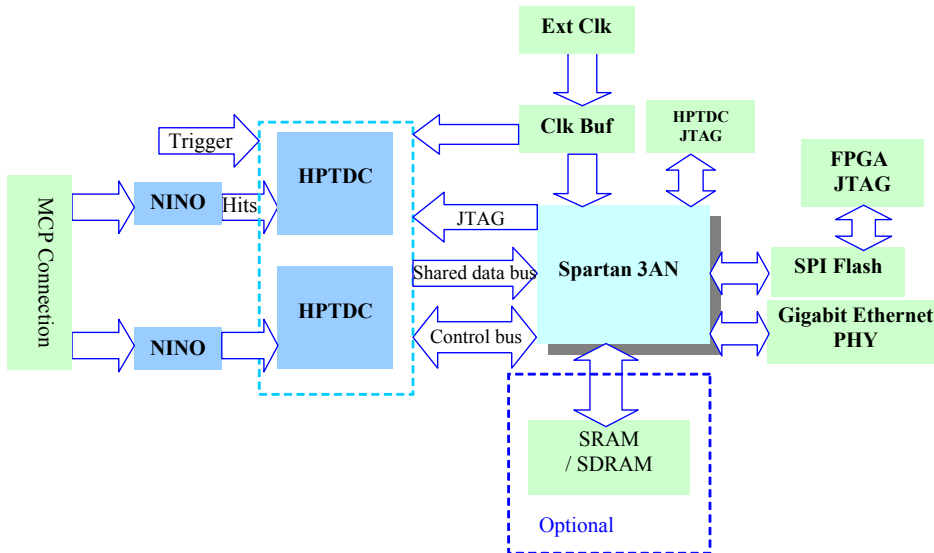 Ext Clk
Clk Buf
HPTDC
JTAG
Trigger
HPTDC
FPGA
JTAG
MCP Connection
NINO
Hits
JTAG
Spartan 3AN
Shared data bus
SPI Flash
HPTDC
Gigabit Ethernet
PHY
NINO
Control bus
SRAM
/ SDRAM
Optional